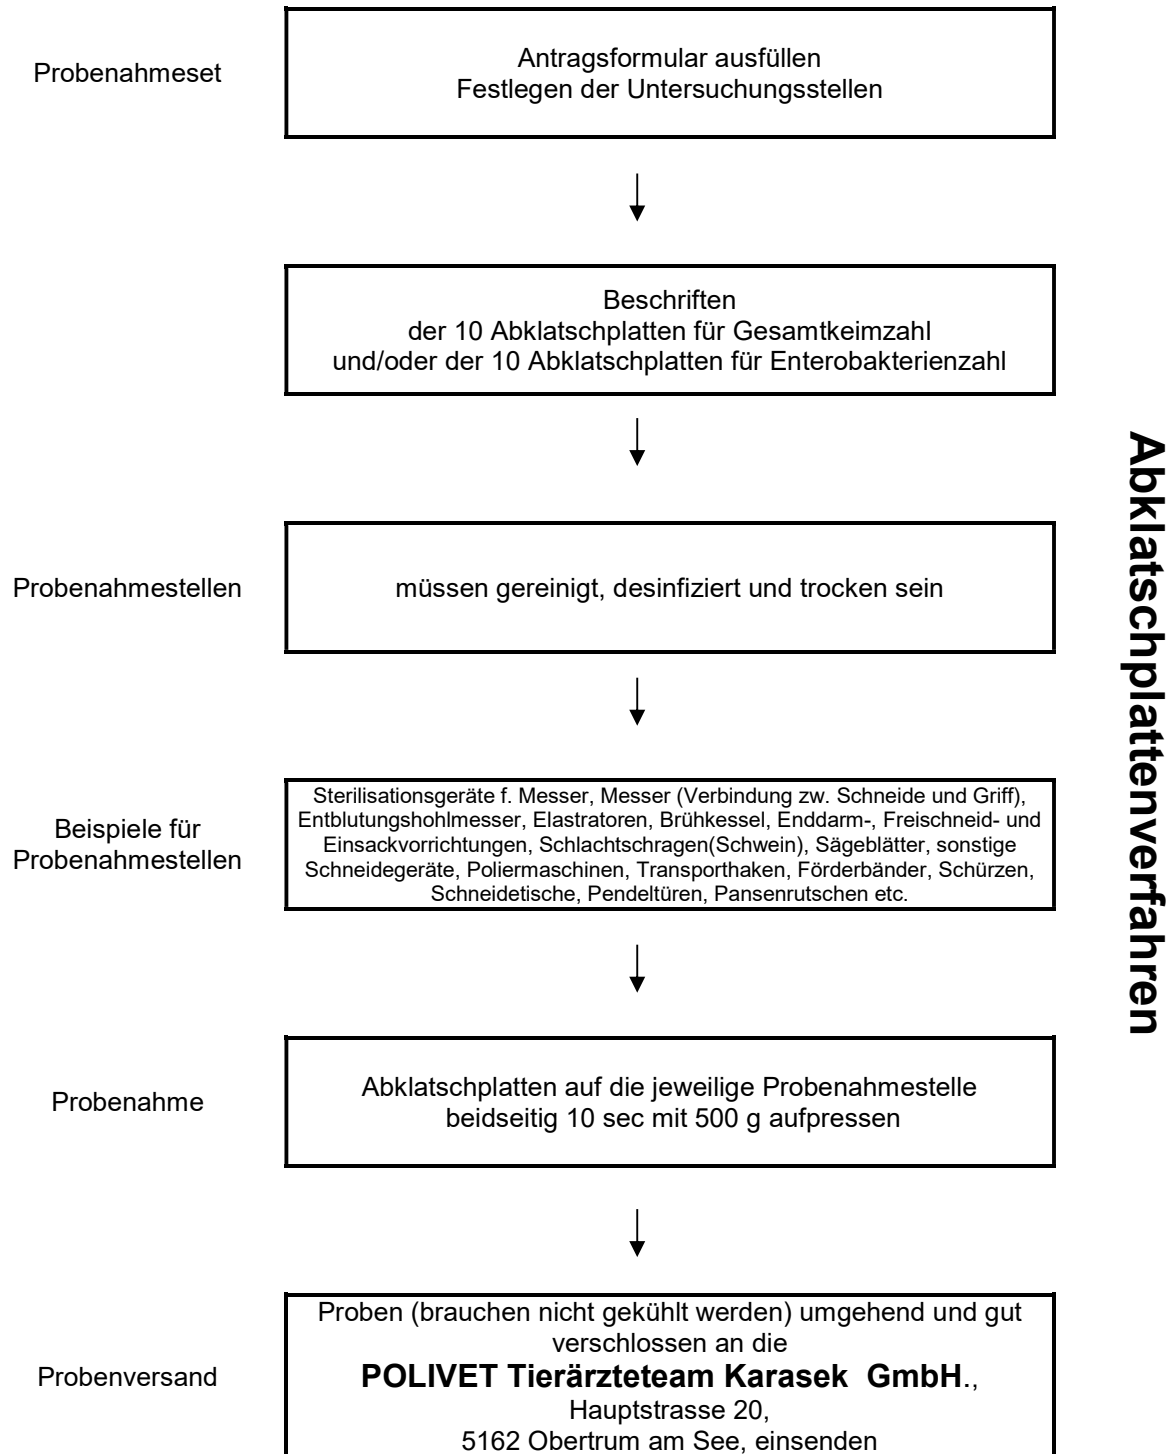 Probenahmeset
Antragsformular ausfüllen
Festlegen der Untersuchungsstellen
Beschriften
der 10 Abklatschplatten für Gesamtkeimzahl
und/oder der 10 Abklatschplatten für Enterobakterienzahl
Probenahmestellen
müssen gereinigt, desinfiziert und trocken sein
Beispiele für
Probenahmestellen
Sterilisationsgeräte f. Messer, Messer (Verbindung zw. Schneide und Griff),
Entblutungshohlmesser, Elastratoren, Brühkessel, Enddarm-, Freischneid- und
Einsackvorrichtungen, Schlachtschragen(Schwein), Sägeblätter, sonstige
Schneidegeräte, Poliermaschinen, Transporthaken, Förderbänder, Schürzen,
Schneidetische, Pendeltüren, Pansenrutschen etc.
Probenahme
Abklatschplatten auf die jeweilige Probenahmestelle
beidseitig 10 sec mit 500 g aufpressen
Probenversand
Proben (brauchen nicht gekühlt werden) umgehend und gut
verschlossen an die
POLIVET Tierärzteteam Karasek GmbH.,
Hauptstrasse 20,
5162 Obertrum am See, einsenden
Abklatschplattenverfahren